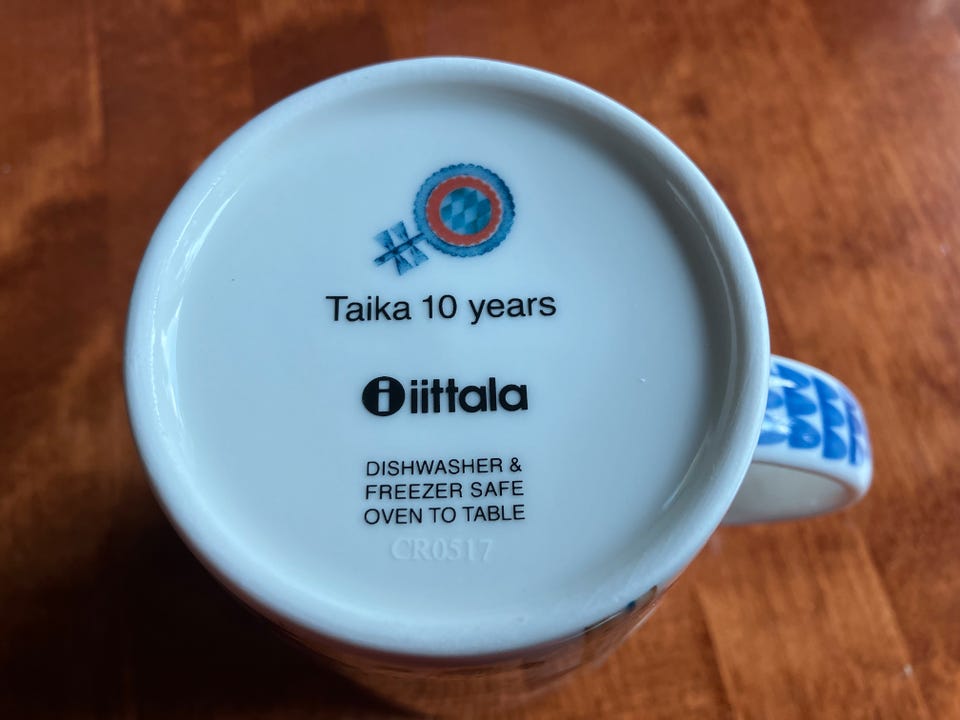 Taika 10 years
i iittala
DISHWASHER &
FREEZER SAFE
OVEN TO TABLE
CR0517